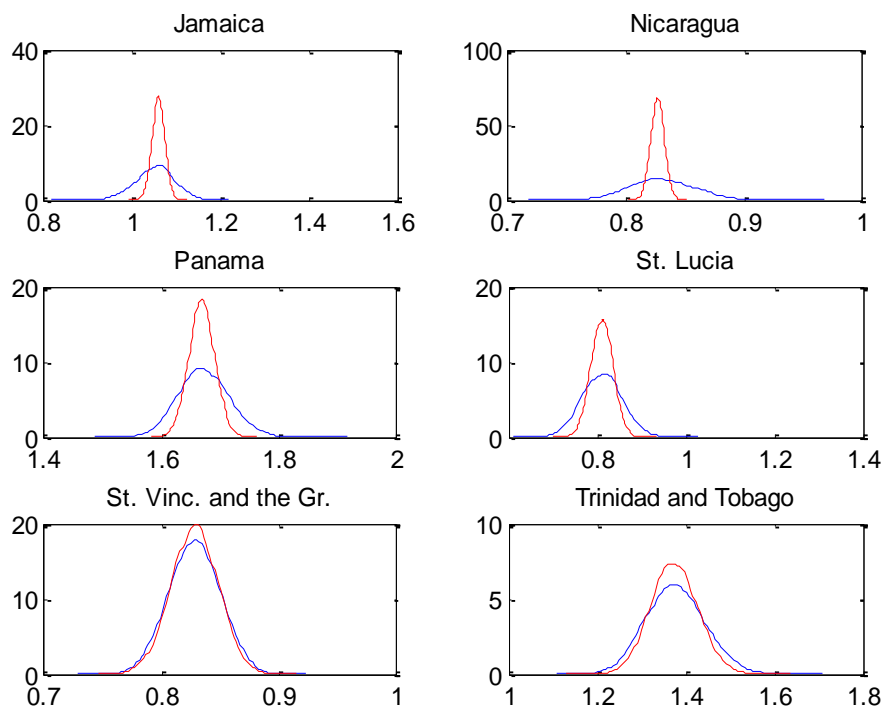 Jamaica
40
20
0
0.8 1 1.2 1.4 1.6
Nicaragua
100
50
0
0.7 0.8 0.9 1
Panama
20
10
0
1.4 1.6 1.8 2
St. Lucia
20
10
0
0.8 1 1.2 1.4
St. Vinc. and the Gr.
20
10
0
0.7 0.8 0.9 1
Trinidad and Tobago
10
5
0
1 1.2 1.4 1.6 1.8